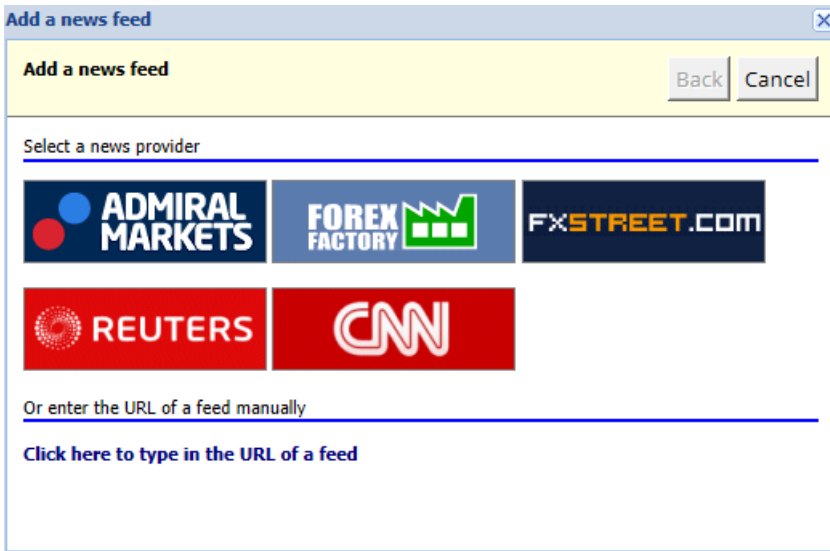 Add a news feed
Add a news feed
Back Cancel
Select a news provider
ADMIRAL
MARKETS
FOREX
FACTORY
FXSTREET.COM
REUTERS
CNN
Or enter the URL of a feed manually
Click here to type in the URL of a feed